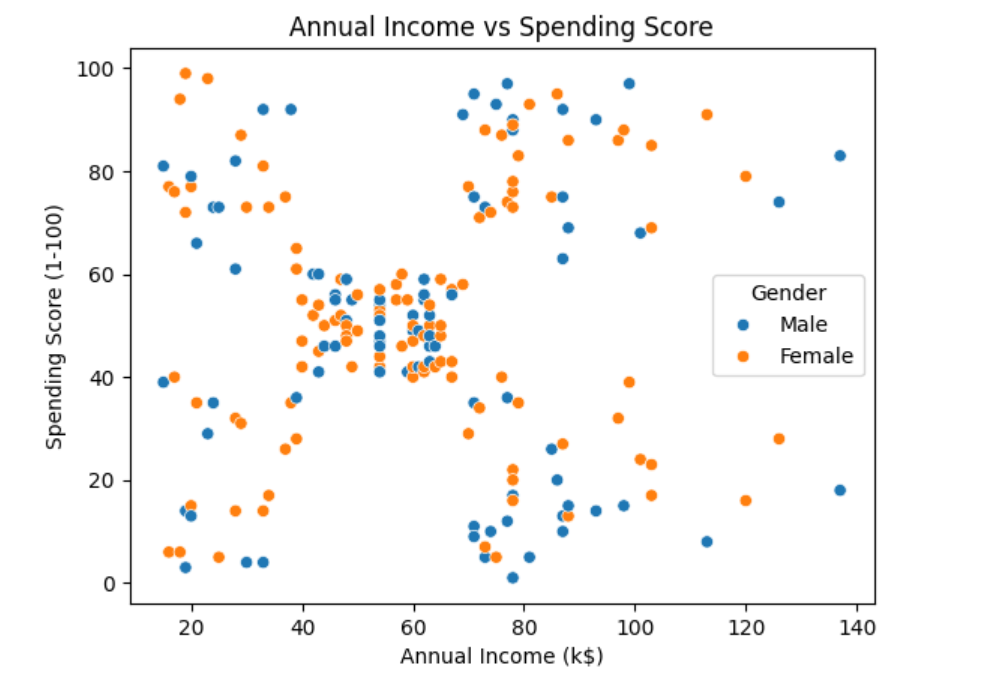 Annual Income vs Spending Score
100
80
60
40
20
0
Spending Score (1-100)
Gender
Male
Female
20 40 60 80 100 120 140
Annual Income (k$)